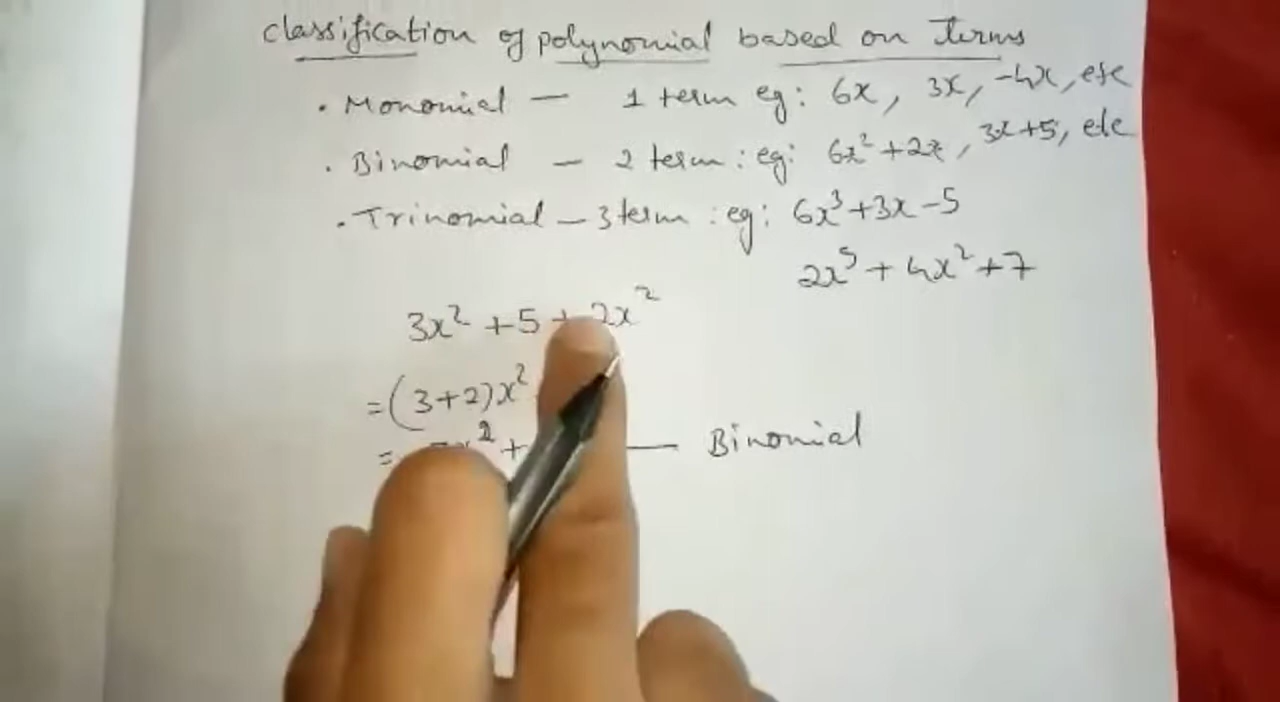 classification of polynomial based on terms
• Monomial — 1 term eg: 6x, 3x, -4x, etc
• Binomial — 2 term: eg: 6x² + 2x, 3x+5, etc
• Trinomial — 3 term: eg: 6x³+3x-5
2x⁵ + 4x² + 7
3x² + 5 + 2x²
= (3+2)x²
= x² + — Binomial